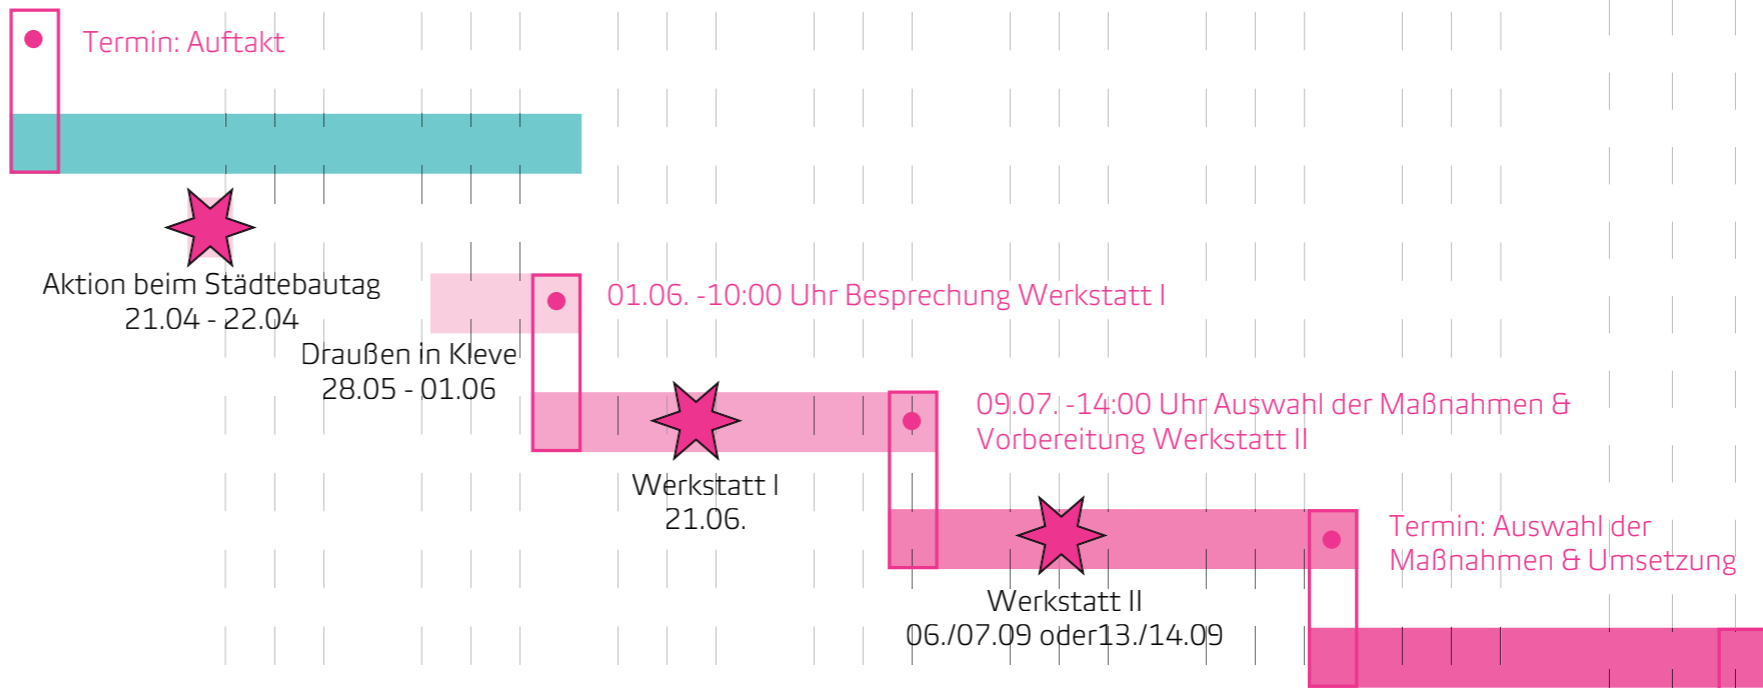 Termin: Auftakt
Aktion beim Städtebautag
21.04 - 22.04
01.06. -10:00 Uhr Besprechung Werkstatt I
Draußen in Kleve
28.05 - 01.06
09.07. -14:00 Uhr Auswahl der Maßnahmen &
Vorbereitung Werkstatt II
Werkstatt I
21.06.
Termin: Auswahl der
Maßnahmen & Umsetzung
Werkstatt II
06./07.09 oder13./14.09